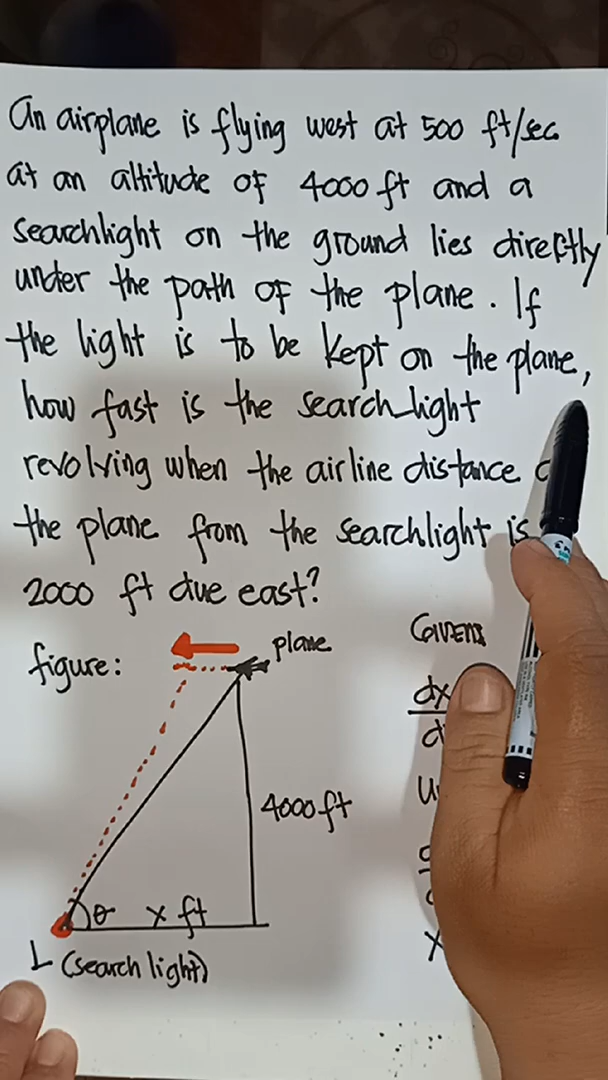 An airplane is flying west at 500 ft/sec
at an altitude of 4000 ft and a
searchlight on the ground lies directly
under the path of the plane. If
the light is to be kept on the plane,
how fast is the searchlight
revolving when the airline distance
the plane from the searchlight is
2000 ft due east?
figure:
plane
4000 ft
θ x ft
L (search light)
Given:
dx
x